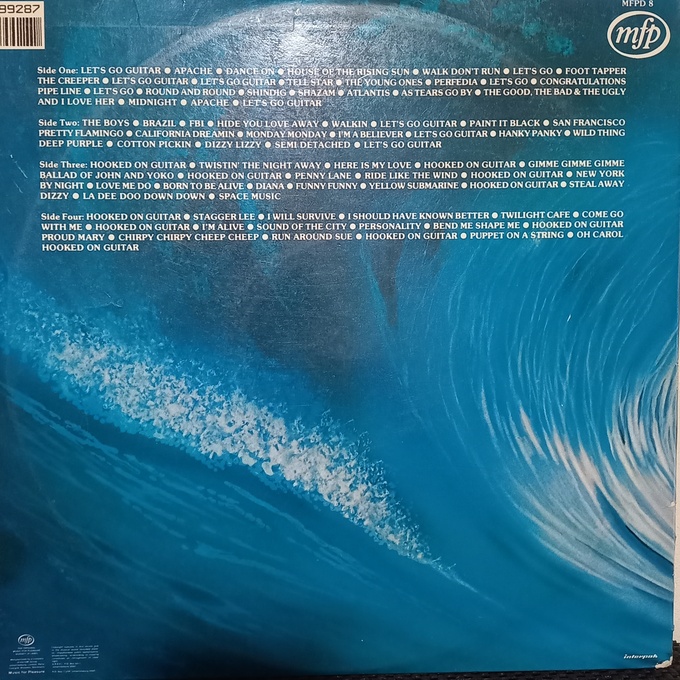 99287
MFPD 8
mfp
Side One: LET'S GO GUITAR ● APACHE ● DANCE ON ● HOUSE OF THE RISING SUN ● WALK DON'T RUN ● LET'S GO ● FOOT TAPPER
THE CREEPER ● LET'S GO GUITAR ● LET'S GO GUITAR ● TELSTAR ● THE YOUNG ONES ● PERFEDIA ● LET'S GO ● CONGRATULATIONS
PIPE LINE ● LET'S GO ● ROUND AND ROUND ● SHINDIG ● SHAZAM ● ATLANTIS ● AS TEARS GO BY ● THE GOOD, THE BAD & THE UGLY
AND I LOVE HER ● MIDNIGHT ● APACHE ● LET'S GO GUITAR
Side Two: THE BOYS ● BRAZIL ● FBI ● HIDE YOU LOVE AWAY ● WALKIN ● LET'S GO GUITAR ● PAINT IT BLACK ● SAN FRANCISCO
PRETTY FLAMINGO ● CALIFORNIA DREAMIN ● MONDAY MONDAY ● I'M A BELIEVER ● LET'S GO GUITAR ● HANKY PANKY ● WILD THING
DEEP PURPLE ● COTTON PICKIN ● DIZZY LIZZY ● SEMI DETACHED ● LET'S GO GUITAR
Side Three: HOOKED ON GUITAR ● TWISTIN' THE NIGHT AWAY ● HERE IS MY LOVE ● HOOKED ON GUITAR ● GIMME GIMME GIMME
BALLAD OF JOHN AND YOKO ● HOOKED ON GUITAR ● PENNY LANE ● RIDE LIKE THE WIND ● HOOKED ON GUITAR ● NEW YORK
BY NIGHT ● LOVE ME DO ● BORN TO BE ALIVE ● DIANA ● FUNNY FUNNY ● YELLOW SUBMARINE ● HOOKED ON GUITAR ● STEAL AWAY
DIZZY ● LA DEE DOO DOWN DOWN ● SPACE MUSIC
Side Four: HOOKED ON GUITAR ● STAGGER LEE ● I WILL SURVIVE ● I SHOULD HAVE KNOWN BETTER ● TWILIGHT CAFE ● COME GO
WITH ME ● HOOKED ON GUITAR ● I'M ALIVE ● SOUND OF THE CITY ● PERSONALITY ● BEND ME SHAPE ME ● HOOKED ON GUITAR
PROUD MARY ● CHIRPY CHIRPY CHEEP CHEEP ● RUN AROUND SUE ● HOOKED ON GUITAR ● PUPPET ON A STRING ● OH CAROL
HOOKED ON GUITAR
mfp
Music for Pleasure
interpak